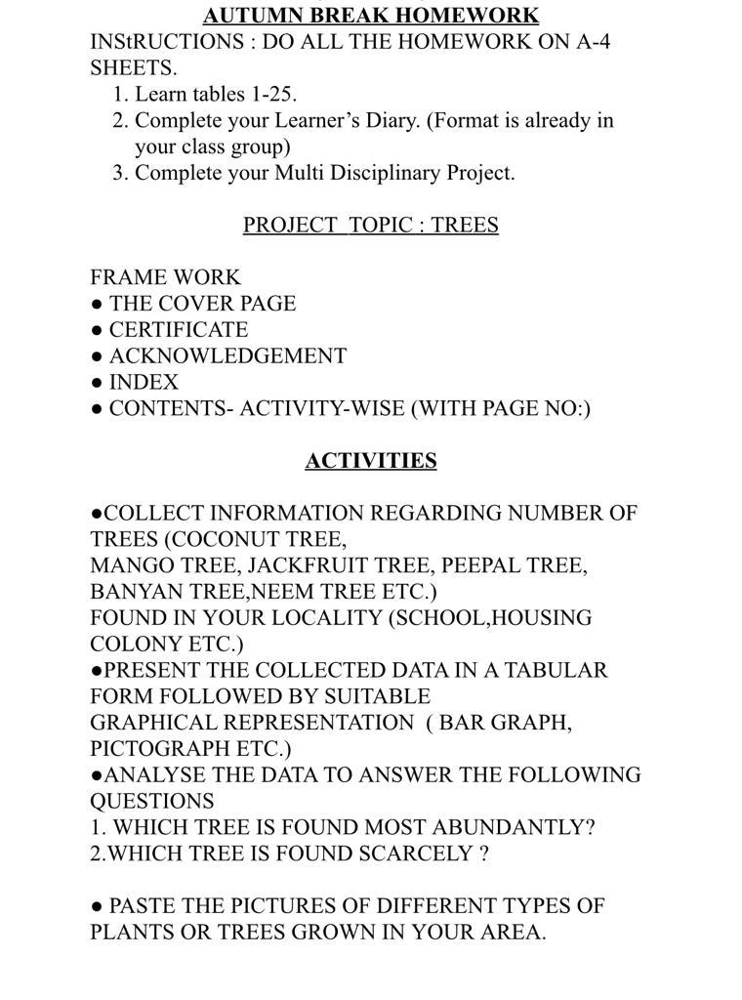 AUTUMN BREAK HOMEWORK
INStRUCTIONS : DO ALL THE HOMEWORK ON A-4
SHEETS.
1. Learn tables 1-25.
2. Complete your Learner’s Diary. (Format is already in
your class group)
3. Complete your Multi Disciplinary Project.
PROJECT TOPIC : TREES
FRAME WORK
● THE COVER PAGE
● CERTIFICATE
● ACKNOWLEDGEMENT
● INDEX
● CONTENTS- ACTIVITY-WISE (WITH PAGE NO:)
ACTIVITIES
●COLLECT INFORMATION REGARDING NUMBER OF
TREES (COCONUT TREE,
MANGO TREE, JACKFRUIT TREE, PEEPAL TREE,
BANYAN TREE,NEEM TREE ETC.)
FOUND IN YOUR LOCALITY (SCHOOL,HOUSING
COLONY ETC.)
●PRESENT THE COLLECTED DATA IN A TABULAR
FORM FOLLOWED BY SUITABLE
GRAPHICAL REPRESENTATION ( BAR GRAPH,
PICTOGRAPH ETC.)
●ANALYSE THE DATA TO ANSWER THE FOLLOWING
QUESTIONS
1. WHICH TREE IS FOUND MOST ABUNDANTLY?
2.WHICH TREE IS FOUND SCARCELY ?
● PASTE THE PICTURES OF DIFFERENT TYPES OF
PLANTS OR TREES GROWN IN YOUR AREA.